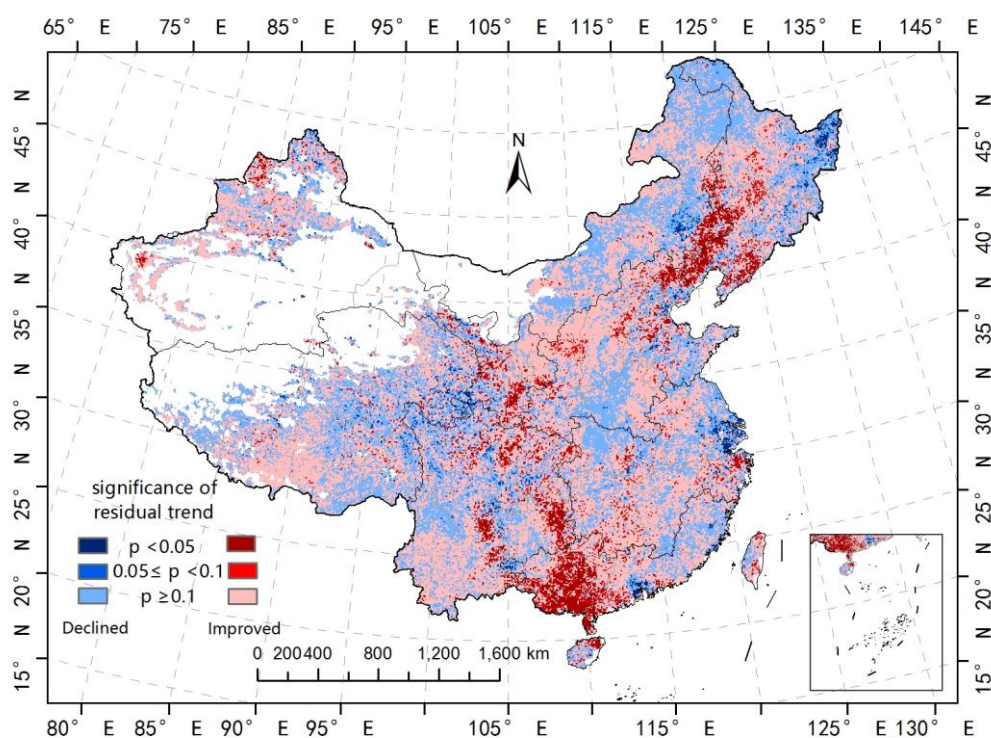 65° E 75° E 85° E 95° E 105° E 115° E 125° E 135° E 145° E
45° N
40° N
35° N
30° N
25° N
20° N
15° N
N
45° N
40° N
35° N
30° N
25° N
20° N
15° N
significance of
residual trend
p <0.05
0.05≤ p <0.1
p ≥0.1
Declined Improved
0 200 400 800 1,200 1,600 km
80° E 85° E 90° E 95° E 105° E 115° E 125° E 130° E